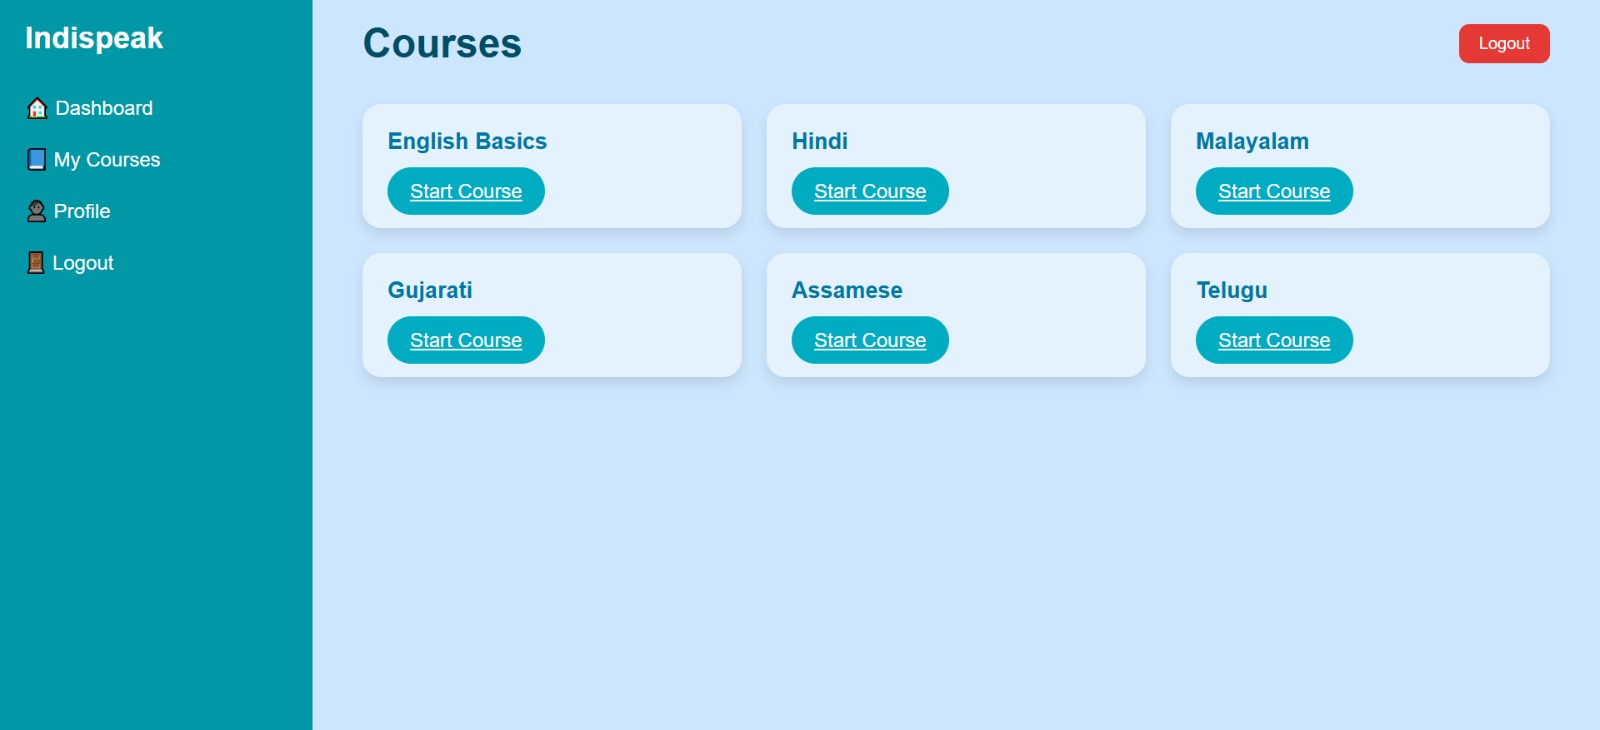 Indispeak
Dashboard
My Courses
Profile
Logout
Courses
Logout
English Basics
Start Course
Hindi
Start Course
Malayalam
Start Course
Gujarati
Start Course
Assamese
Start Course
Telugu
Start Course